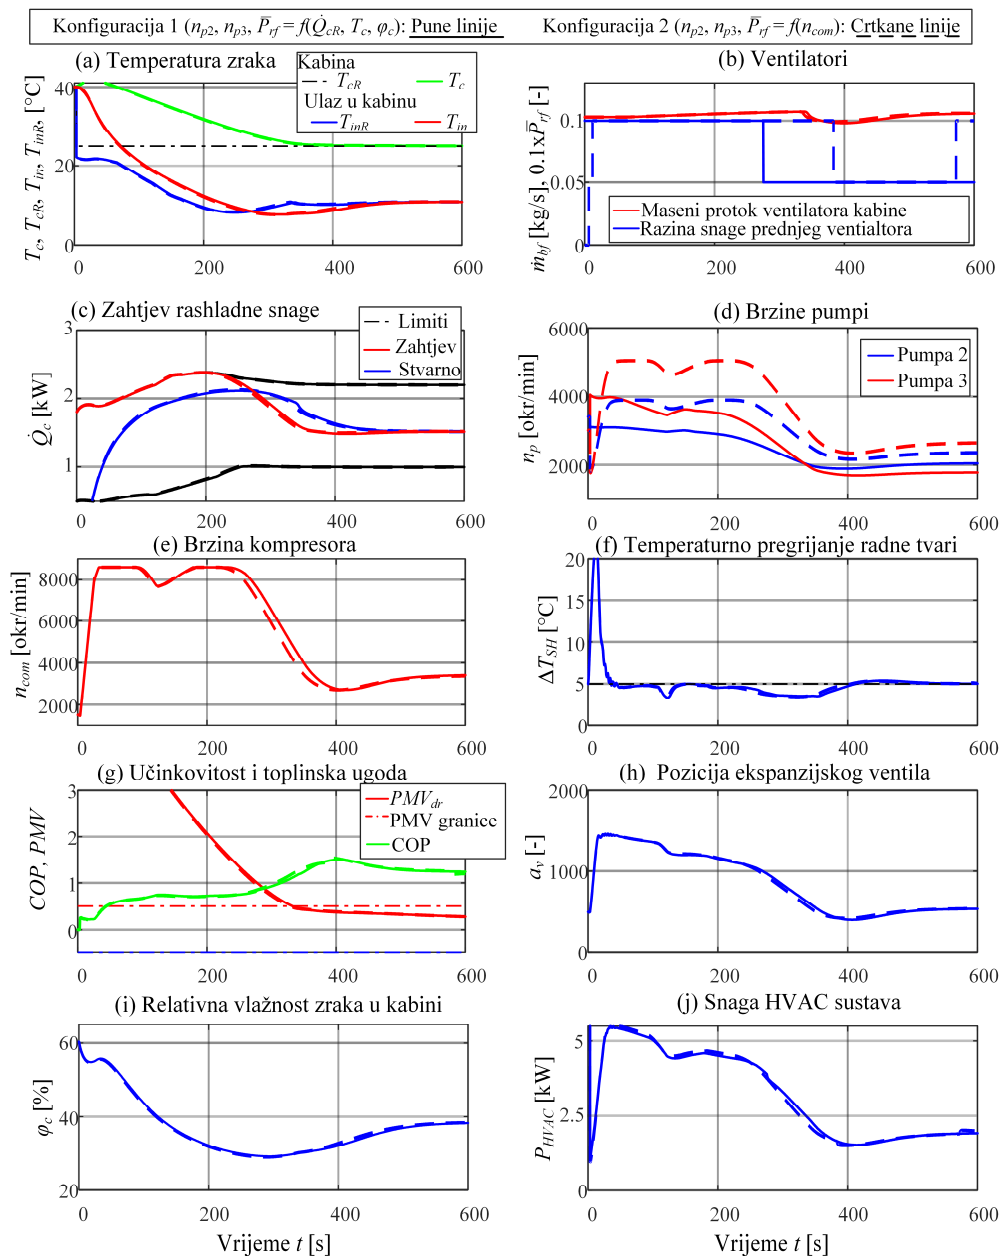 Konfiguracija 1 (n_p2, n_p3, P̅_rf = f(Q̇_cR, T_c, φ_c): Pune linije
Konfiguracija 2 (n_p2, n_p3, P̅_rf = f(n_com): Crtkane linije
(a) Temperatura zraka
Kabina
T_cR
T_c
Ulaz u kabinu
T_inR
T_in
T_c, T_cR, T_in, T_inR, [°C]
40
20
0
0
200
400
600
(b) Ventilatori
ṁ_bf [kg/s], 0.1xP̅_rf [-]
0.1
0.05
0
Maseni protok ventilatora kabine
Razina snage prednjeg ventialtora
0
200
400
600
(c) Zahtjev rashladne snage
Limiti
Zahtjev
Stvarno
Q̇_c [kW]
3
2
1
0
200
400
600
(d) Brzine pumpi
Pumpa 2
Pumpa 3
n_p [okr/min]
6000
4000
2000
0
200
400
600
(e) Brzina kompresora
n_com [okr/min]
8000
6000
4000
2000
0
200
400
600
(f) Temperaturno pregrijanje radne tvari
ΔT_SH [°C]
20
15
10
5
0
0
200
400
600
(g) Učinkovitost i toplinska ugoda
PMV_dr
PMV granice
COP
COP, PMV
3
2
1
0
0
200
400
600
(h) Pozicija ekspanzijskog ventila
a_v [-]
2000
1000
0
0
200
400
600
(i) Relativna vlažnost zraka u kabini
φ_c [%]
60
40
20
0
200
400
600
Vrijeme t [s]
(j) Snaga HVAC sustava
P_HVAC [kW]
5
2.5
0
0
200
400
600
Vrijeme t [s]